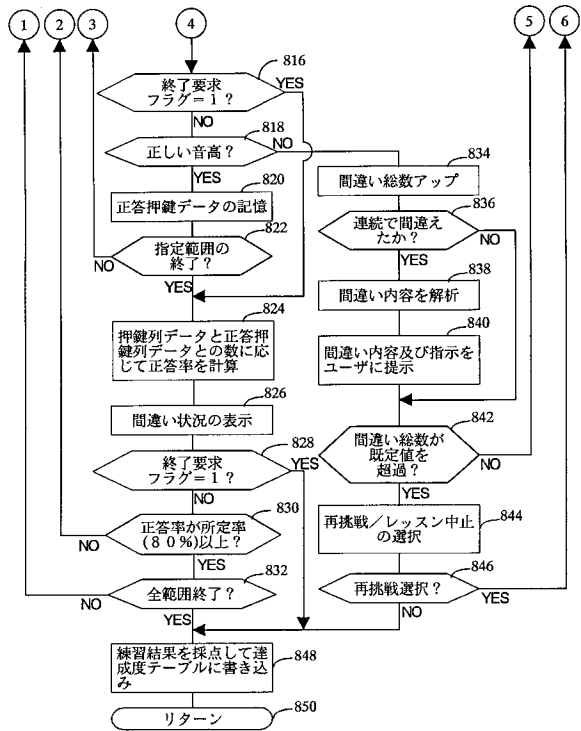 1
2
3
4
5
6
816
終了要求
フラグ=1?
YES
NO
818
正しい音高?
NO
YES
820
正答押鍵データの記憶
822
指定範囲の
終了?
NO
YES
824
押鍵列データと正答押
鍵列データとの数に応
じて正答率を計算
826
間違い状況の表示
828
終了要求
フラグ=1?
YES
NO
830
正答率が所定率
(80%)以上?
NO
YES
832
全範囲終了?
NO
YES
834
間違い総数アップ
836
連続で間違え
たか?
NO
YES
838
間違い内容を解析
840
間違い内容及び指示を
ユーザに提示
842
間違い総数が
既定値を
超過?
NO
YES
844
再挑戦/レッスン中止
の選択
846
再挑戦選択?
YES
NO
848
練習結果を採点して達
成度テーブルに書き込
み
850
リターン